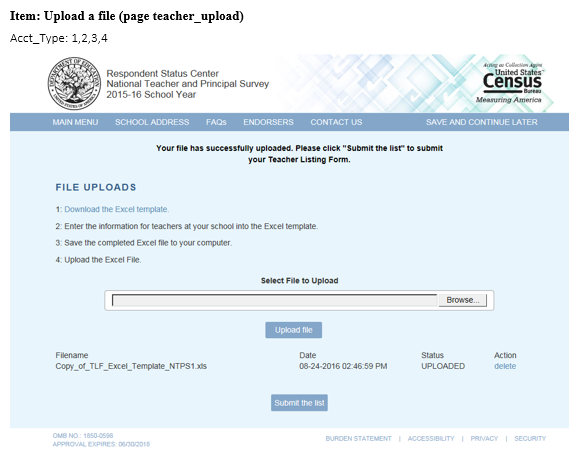 Item: Upload a file (page teacher_upload)
Acct_Type: 1,2,3,4
Respondent Status Center
National Teacher and Principal Survey
2015-16 School Year
Acting as Collection Agent
United States™
Census
Bureau
Measuring America
MAIN MENU SCHOOL ADDRESS FAQs ENDORSERS CONTACT US SAVE AND CONTINUE LATER
Your file has successfully uploaded. Please click "Submit the list" to submit
your Teacher Listing Form.
FILE UPLOADS
1: Download the Excel template.
2: Enter the information for teachers at your school into the Excel template.
3: Save the completed Excel file to your computer.
4: Upload the Excel File.
Select File to Upload
Browse...
Upload file
Filename Date Status Action
Copy_of_TLF_Excel_Template_NTPS1.xls 08-24-2016 02:46:59 PM UPLOADED delete
Submit the list
OMB NO.: 1850-0598
APPROVAL EXPIRES: 06/30/2018
BURDEN STATEMENT | ACCESSIBILITY | PRIVACY | SECURITY